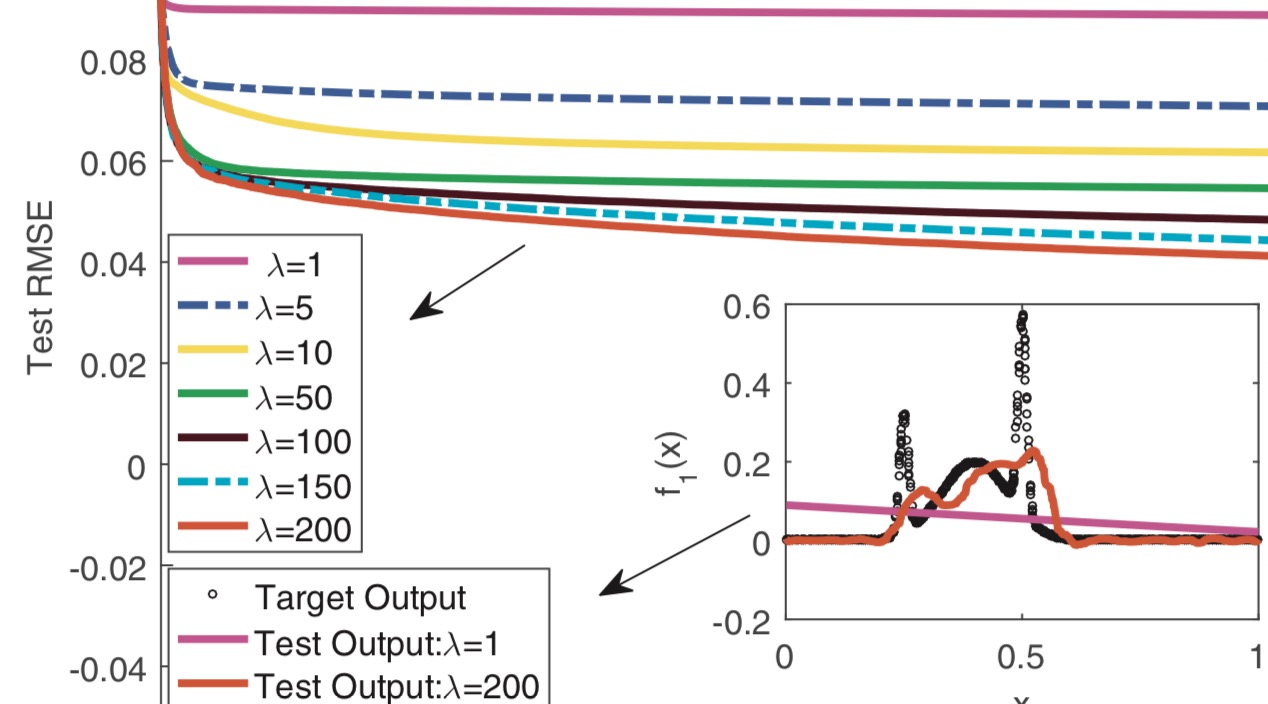 0.08
0.06
0.04
0.02
0
-0.02
-0.04
Test RMSE
λ=1
λ=5
λ=10
λ=50
λ=100
λ=150
λ=200
Target Output
Test Output:λ=1
Test Output:λ=200
0.6
0.4
0.2
0
-0.2
f₁(x)
0 0.5 1